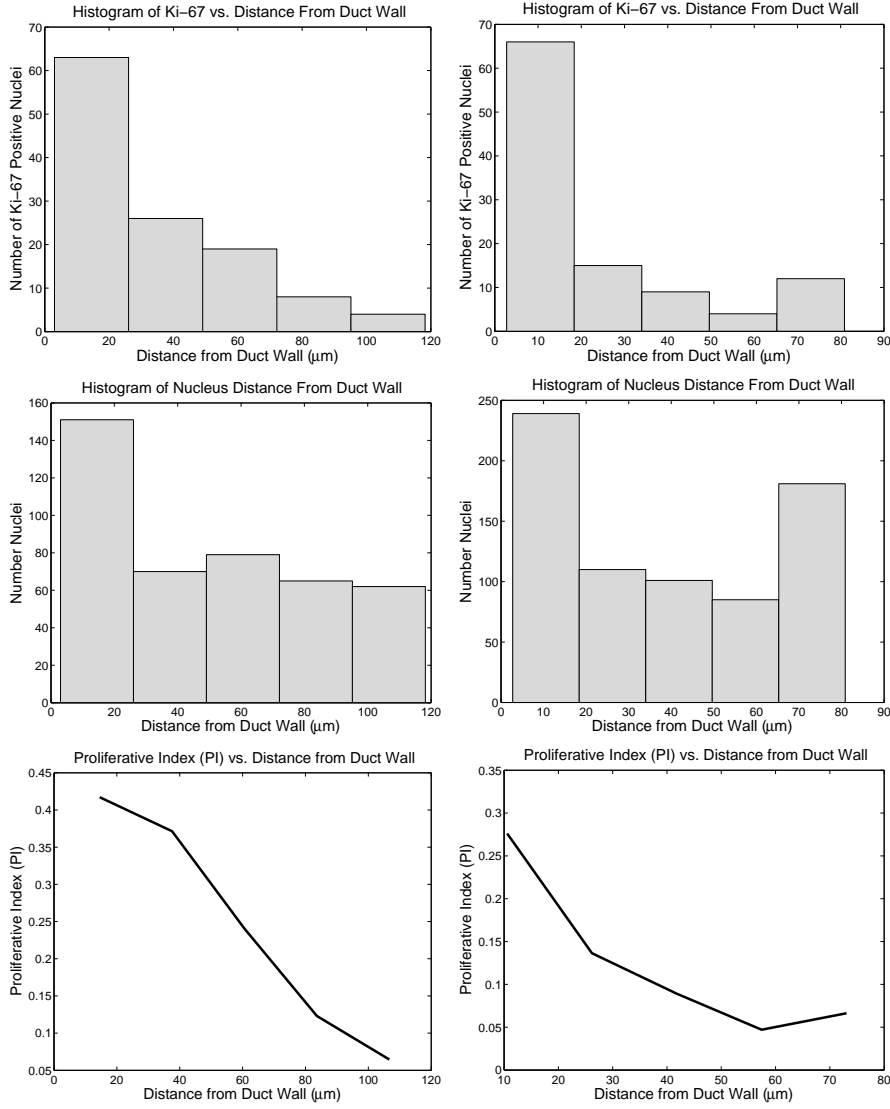 Histogram of Ki−67 vs. Distance From Duct Wall
Number of Ki−67 Positive Nuclei
70
60
50
40
30
20
10
0
0 20 40 60 80 100 120
Distance from Duct Wall (μm)
Histogram of Ki−67 vs. Distance From Duct Wall
Number of Ki−67 Positive Nuclei
70
60
50
40
30
20
10
0
0 10 20 30 40 50 60 70 80 90
Distance from Duct Wall (μm)
Histogram of Nucleus Distance From Duct Wall
Number Nuclei
160
140
120
100
80
60
40
20
0
0 20 40 60 80 100 120
Distance from Duct Wall (μm)
Histogram of Nucleus Distance From Duct Wall
Number Nuclei
250
200
150
100
50
0
0 10 20 30 40 50 60 70 80 90
Distance from Duct Wall (μm)
Proliferative Index (PI) vs. Distance from Duct Wall
Proliferative Index (PI)
0.45
0.4
0.35
0.3
0.25
0.2
0.15
0.1
0.05
0 20 40 60 80 100 120
Distance from Duct Wall (μm)
Proliferative Index (PI) vs. Distance from Duct Wall
Proliferative Index (PI)
0.35
0.3
0.25
0.2
0.15
0.1
0.05
0
10 20 30 40 50 60 70 80
Distance from Duct Wall (μm)